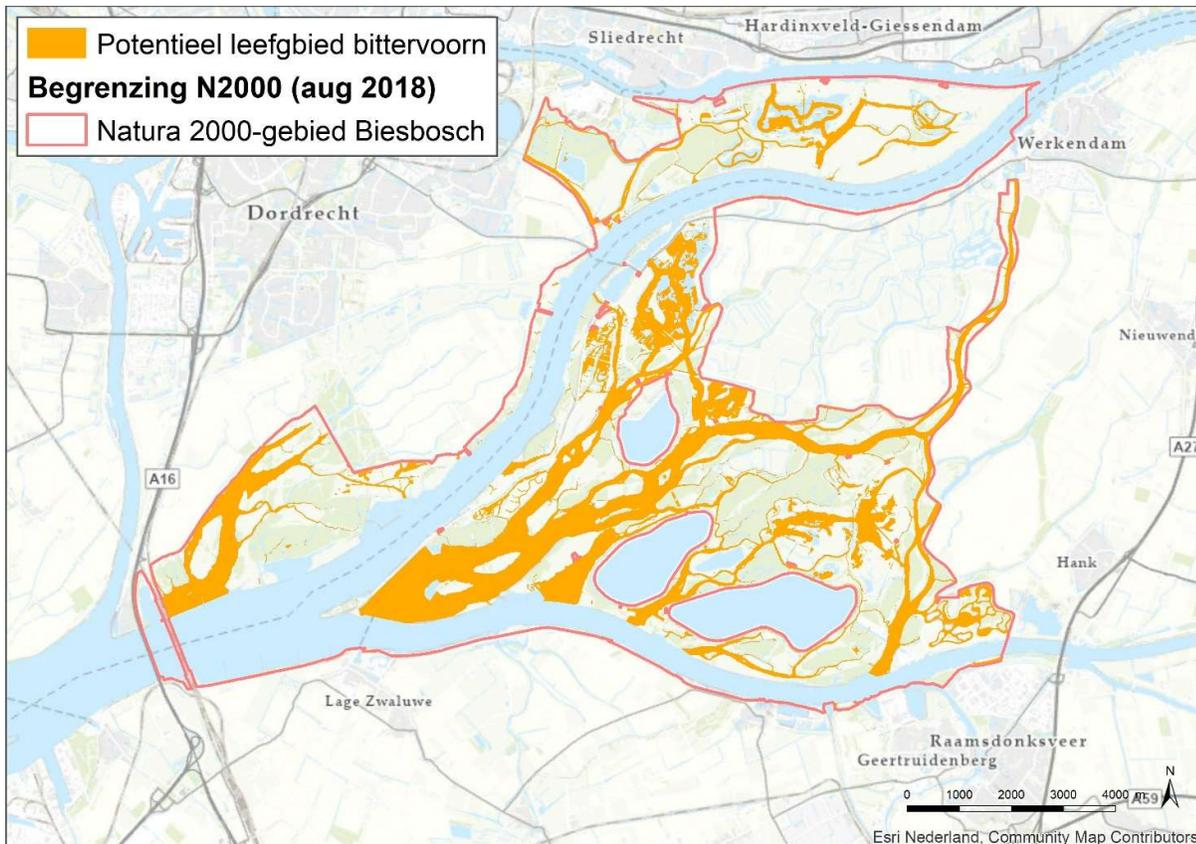 Potentieel leefgbied bittervoorn
Begrenzing N2000 (aug 2018)
Natura 2000-gebied Biesbosch
Hardinxveld-Giessendam
Sliedrecht
Werkendam
Dordrecht
Nieuwend
A16
A27
Hank
Lage Zwaluwe
Raamsdonksveer
Geertruidenberg
N
0 1000 2000 3000 4000 m
A59
Esri Nederland, Community Map Contributors